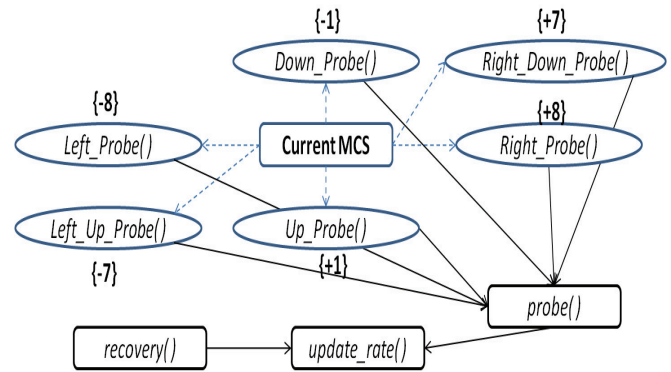 {-1}
{+7}
Down_Probe()
Right_Down_Probe()
{-8}
{+8}
Left_Probe()
Current MCS
Right_Probe()
Left_Up_Probe()
Up_Probe()
{-7}
{+1}
probe()
recovery()
update_rate()